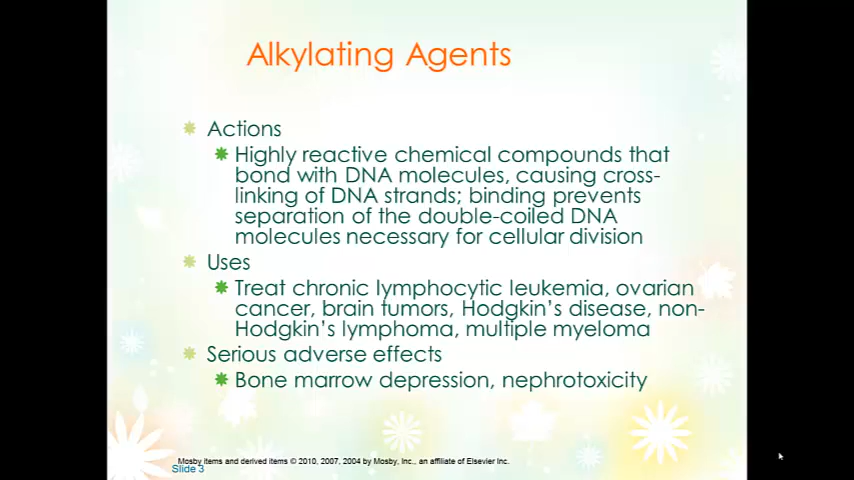 Alkylating Agents
Actions
Highly reactive chemical compounds that
bond with DNA molecules, causing cross-
linking of DNA strands; binding prevents
separation of the double-coiled DNA
molecules necessary for cellular division
Uses
Treat chronic lymphocytic leukemia, ovarian
cancer, brain tumors, Hodgkin's disease, non-
Hodgkin's lymphoma, multiple myeloma
Serious adverse effects
Bone marrow depression, nephrotoxicity
Mosby items and derived items © 2010, 2007, 2004 by Mosby, Inc., an affiliate of Elsevier Inc.
Slide 3